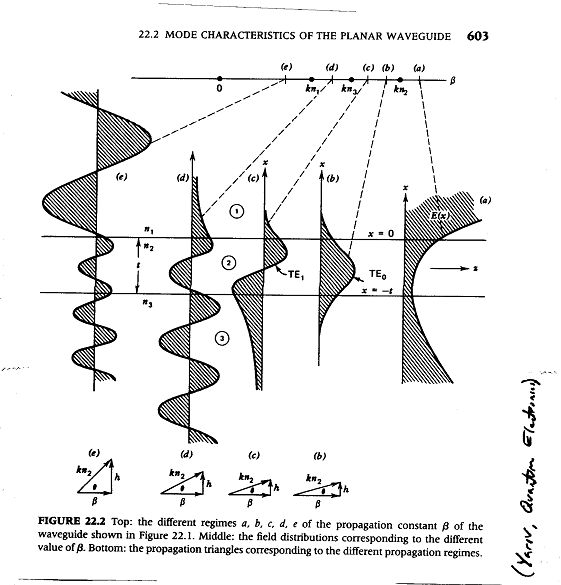 22.2 MODE CHARACTERISTICS OF THE PLANAR WAVEGUIDE 603
(e) (d) (c) (b) (a)
0 kn₁ kn₃ kn₂ β
(e) (d) (c) x x (b) x (a)
E(x)
① n₁ x = 0
n₂ ② t TE₁ TE₀ z
n₃ x = −t
③
(e) (d) (c) (b)
kn₂ h kn₂ h kn₂ h kn₂ h
θ θ θ θ
β β β β
FIGURE 22.2 Top: the different regimes a, b, c, d, e of the propagation constant β of the
waveguide shown in Figure 22.1. Middle: the field distributions corresponding to the different
value of β. Bottom: the propagation triangles corresponding to the different propagation regimes.
(Yariv, Quantum Electronics)